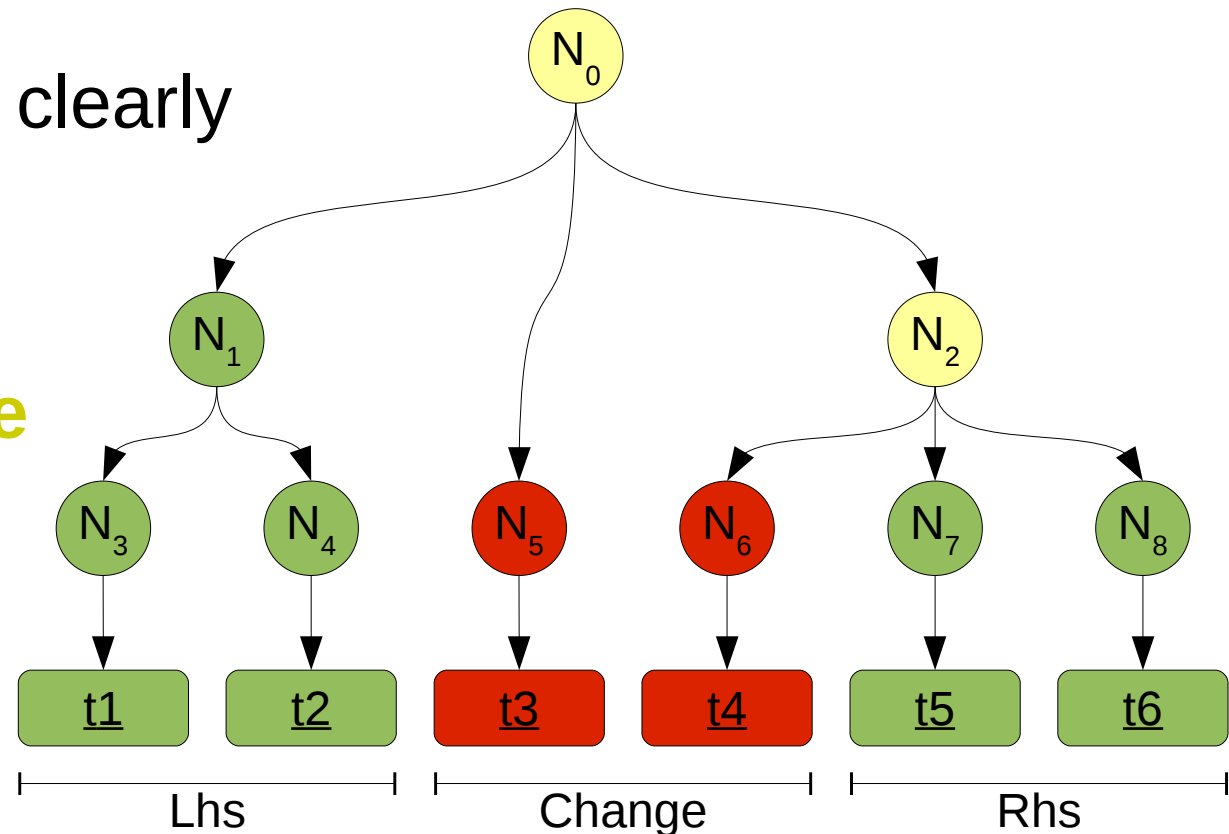 N0
clearly
N1
N2
e
N3 N4 N5 N6 N7 N8
t1 t2 t3 t4 t5 t6
Lhs Change Rhs